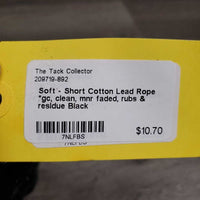 The Tack Collector
209719-892
Soft - Short Cotton Lead Rope
*gc, clean, mnr faded, rubs &
residue Black
$10.70
7NLFBS